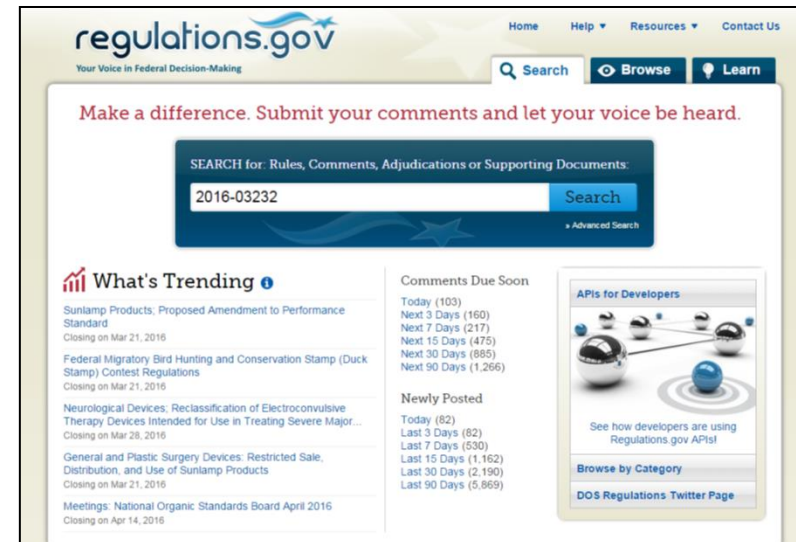 regulations.gov
Your Voice in Federal Decision-Making
Home Help ▼ Resources ▼ Contact Us
Search Browse Learn
Make a difference. Submit your comments and let your voice be heard.
SEARCH for: Rules, Comments, Adjudications or Supporting Documents:
2016-03232 Search
» Advanced Search
What's Trending
Sunlamp Products; Proposed Amendment to Performance
Standard
Closing on Mar 21, 2016
Federal Migratory Bird Hunting and Conservation Stamp (Duck
Stamp) Contest Regulations
Closing on Mar 21, 2016
Neurological Devices; Reclassification of Electroconvulsive
Therapy Devices Intended for Use in Treating Severe Major...
Closing on Mar 28, 2016
General and Plastic Surgery Devices: Restricted Sale,
Distribution, and Use of Sunlamp Products
Closing on Mar 21, 2016
Meetings: National Organic Standards Board April 2016
Closing on Apr 14, 2016
Comments Due Soon
Today (103)
Next 3 Days (160)
Next 7 Days (217)
Next 15 Days (475)
Next 30 Days (885)
Next 90 Days (1,266)
Newly Posted
Today (82)
Last 3 Days (82)
Last 7 Days (530)
Last 15 Days (1,162)
Last 30 Days (2,190)
Last 90 Days (5,869)
APIs for Developers
See how developers are using
Regulations.gov APIs!
Browse by Category
DOS Regulations Twitter Page